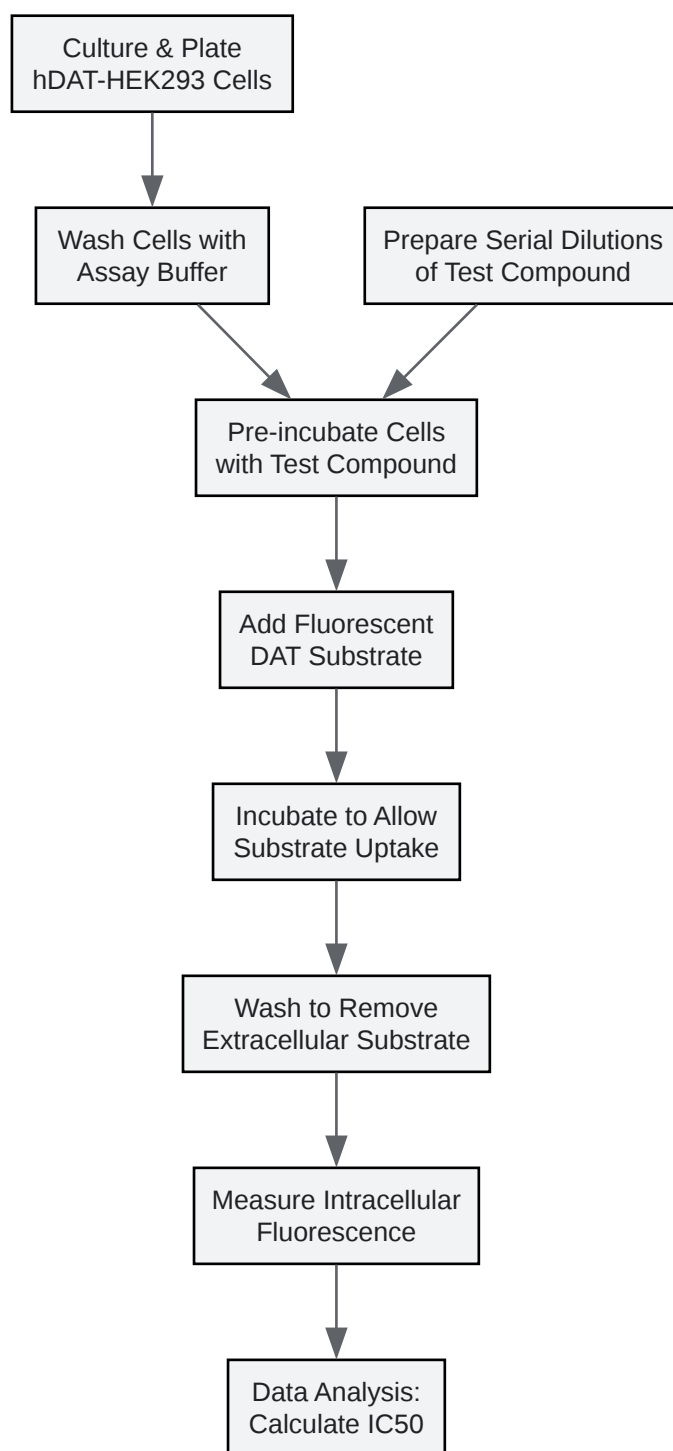 Culture & Plate
hDAT-HEK293 Cells
Wash Cells with
Assay Buffer
Prepare Serial Dilutions
of Test Compound
Pre-incubate Cells
with Test Compound
Add Fluorescent
DAT Substrate
Incubate to Allow
Substrate Uptake
Wash to Remove
Extracellular Substrate
Measure Intracellular
Fluorescence
Data Analysis:
Calculate IC50